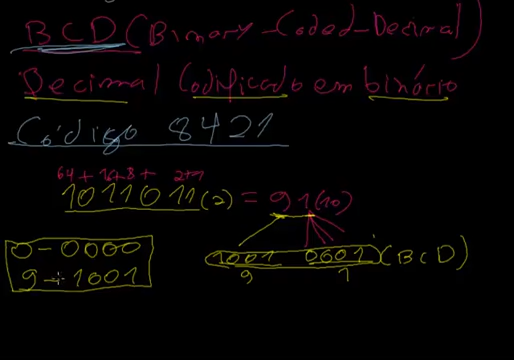 BCD (Binary-Coded-Decimal)
Decimal Codificado em binário
Código 8421
64+ 16+8+ 2+1
1011011(2) = 91(10)
0-0000
9-1001
1001 0001 (BCD)
9 1